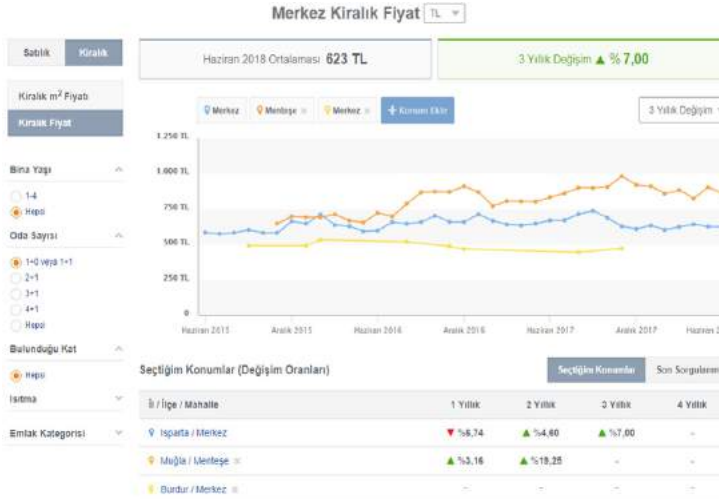 Merkez Kiralık Fiyat TL
Satılık Kiralık
Haziran 2018 Ortalaması 623 TL
3 Yıllık Değişim ▲ % 7,00
Kiralık m² Fiyatı
Kiralık Fiyat
Merkez Menteşe × Merkez × + Konum Ekle
3 Yıllık Değişim
1.250 TL
1.000 TL
750 TL
500 TL
250 TL
0
Haziran 2015 Aralık 2015 Haziran 2016 Aralık 2016 Haziran 2017 Aralık 2017 Haziran
Bina Yaşı
1-4
Hepsi
Oda Sayısı
1+0 veya 1+1
2+1
3+1
4+1
Hepsi
Bulunduğu Kat
Hepsi
Isıtma
Emlak Kategorisi
Seçtiğim Konumlar (Değişim Oranları)
Seçtiğim Konumlar Son Sorgularım
İl / İlçe / Mahalle 1 Yıllık 2 Yıllık 3 Yıllık 4 Yıllık
Isparta / Merkez ▼ %6,74 ▲ %4,60 ▲ %7,00 -
Muğla / Menteşe × ▲ %3,16 ▲ %19,25 - -
Burdur / Merkez × - - - -